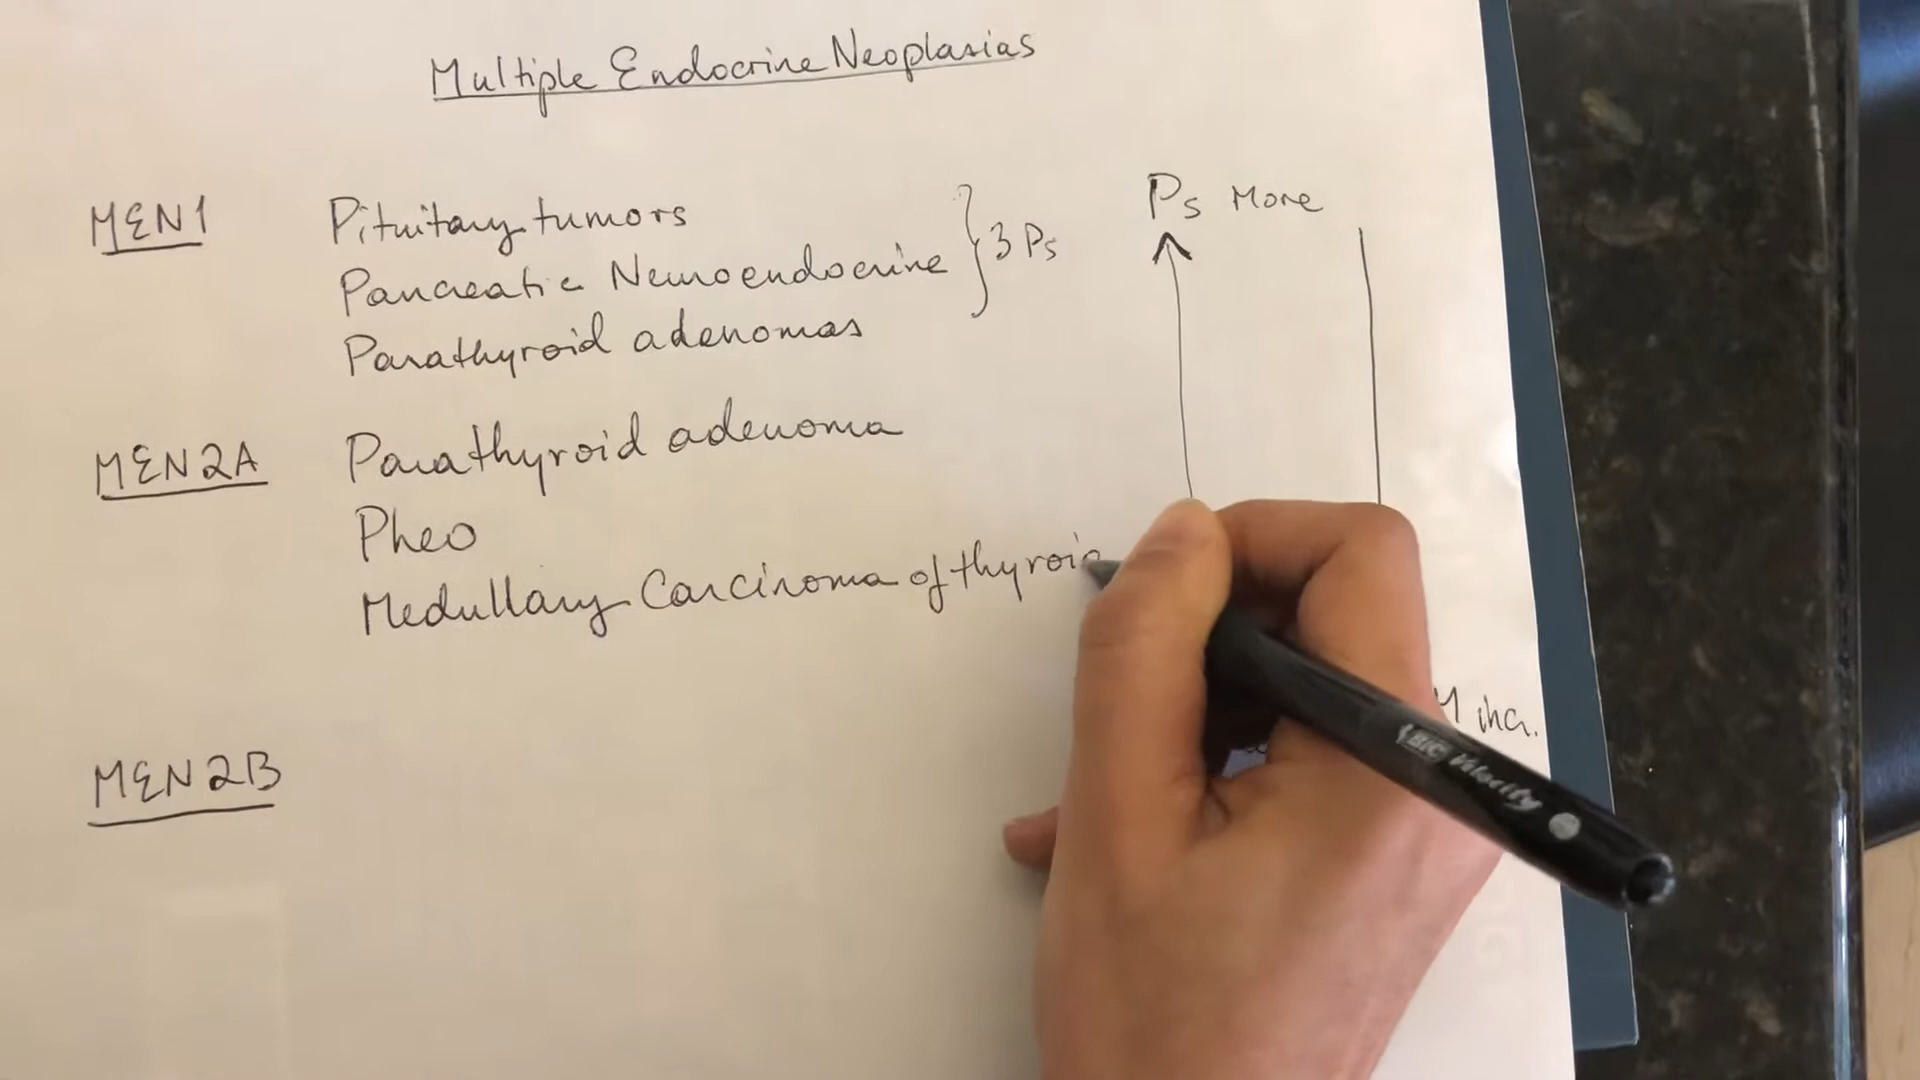 Multiple Endocrine Neoplasias
MEN1 Pituitary tumors
Pancreatic Neuroendocrine
Parathyroid adenomas
} 3 Ps
Ps More
MEN2A Parathyroid adenoma
Pheo
Medullary Carcinoma of thyroid
M inc.
MEN2B
BIC Velocity